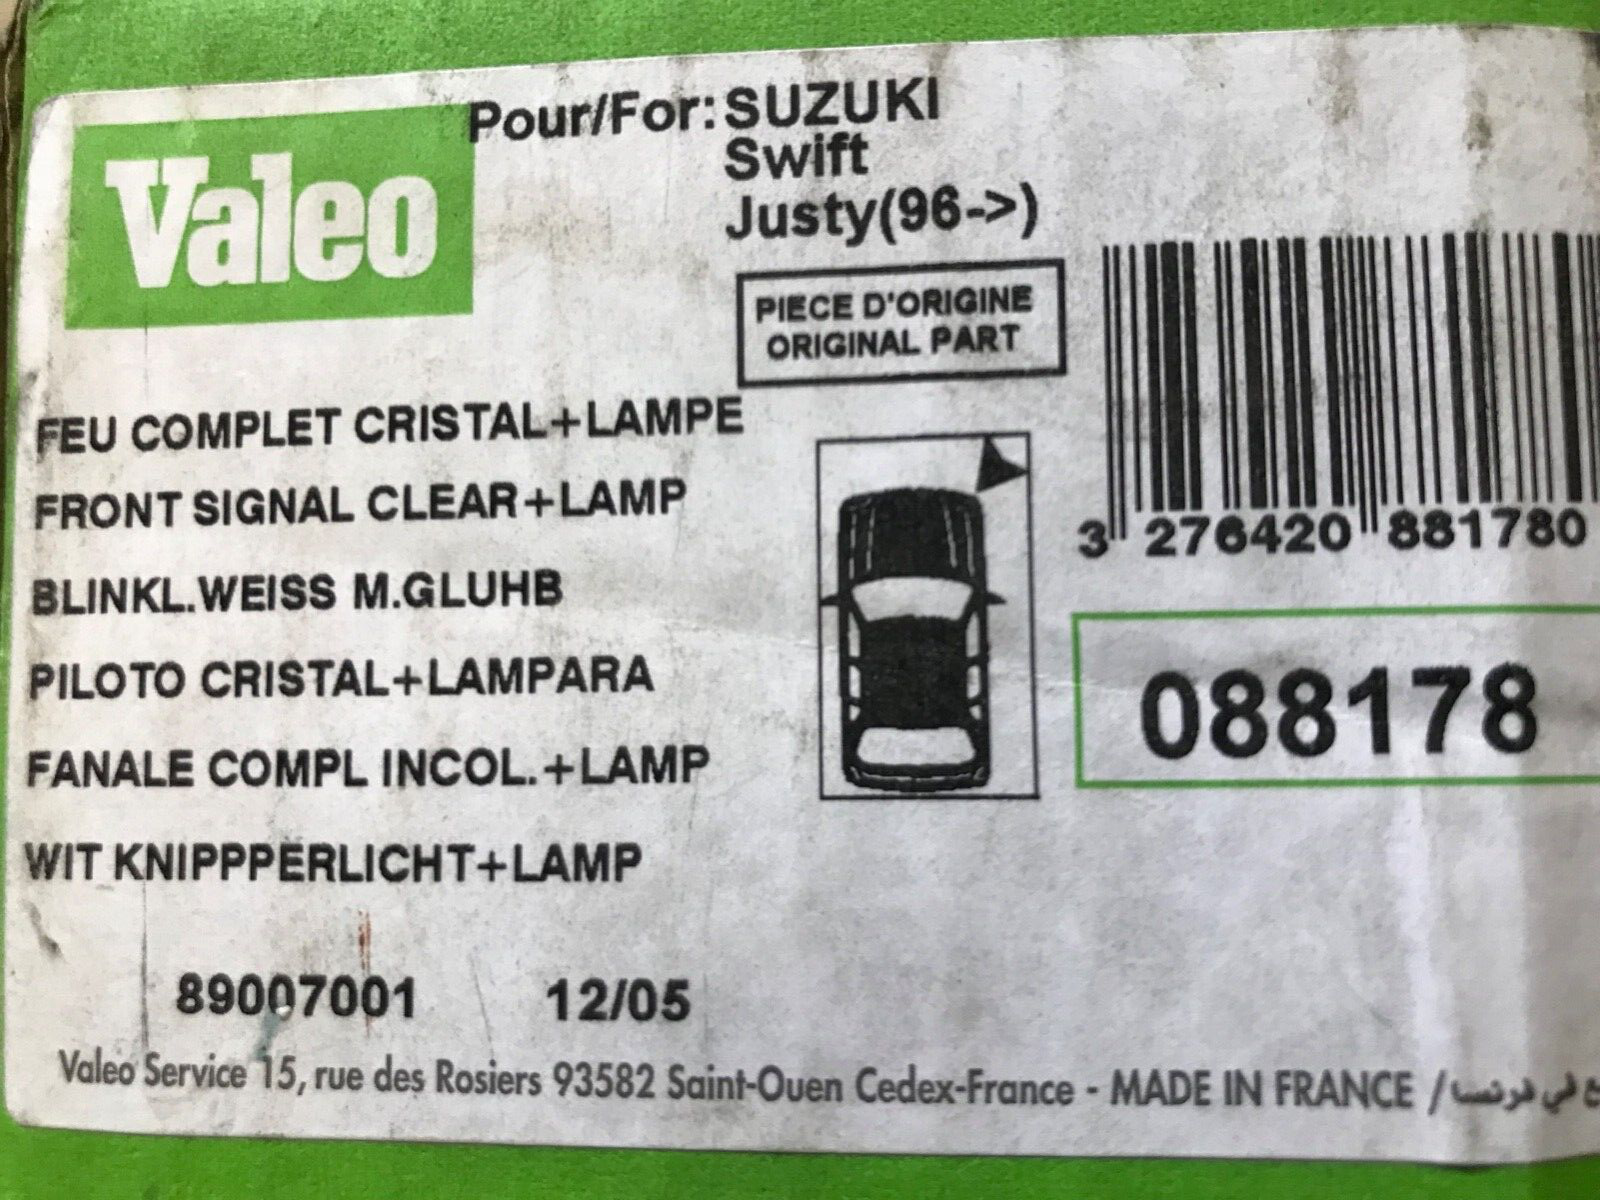 Valeo
Pour/For: SUZUKI
Swift
Justy(96->)
PIECE D'ORIGINE
ORIGINAL PART
FEU COMPLET CRISTAL+LAMPE
FRONT SIGNAL CLEAR+LAMP
BLINKL.WEISS M.GLUHB
PILOTO CRISTAL+LAMPARA
FANALE COMPL INCOL.+LAMP
WIT KNIPPPERLICHT+LAMP
3 276420 881780
088178
89007001 12/05
Valeo Service 15, rue des Rosiers 93582 Saint-Ouen Cedex-France - MADE IN FRANCE / في فرنسا